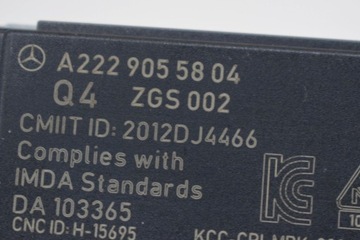 A222 905 58 04
Q4 ZGS 002
CMIIT ID: 2012DJ4466
Complies with
IMDA Standards
DA 103365
CNC ID: H-15695